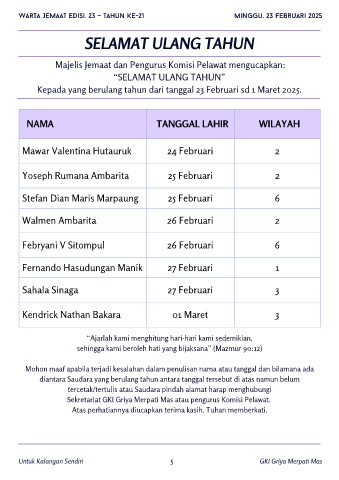 WARTA JEMAAT EDISI. 23 – TAHUN KE-21 MINGGU, 23 FEBRUARI 2025
SELAMAT ULANG TAHUN
Majelis Jemaat dan Pengurus Komisi Pelawat mengucapkan:
“SELAMAT ULANG TAHUN”
Kepada yang berulang tahun dari tanggal 23 Februari sd 1 Maret 2025.
NAMA TANGGAL LAHIR WILAYAH
Mawar Valentina Hutauruk 24 Februari 2
Yoseph Rumana Ambarita 25 Februari 2
Stefan Dian Maris Marpaung 25 Februari 6
Walmen Ambarita 26 Februari 2
Febryani V Sitompul 26 Februari 6
Fernando Hasudungan Manik 27 Februari 1
Sahala Sinaga 27 Februari 3
Kendrick Nathan Bakara 01 Maret 3
“Ajarlah kami menghitung hari-hari kami sedemikian,
sehingga kami beroleh hati yang bijaksana” (Mazmur 90:12)
Mohon maaf apabila terjadi kesalahan dalam penulisan nama atau tanggal dan bilamana ada
diantara Saudara yang berulang tahun antara tanggal tersebut di atas namun belum
tercetak/tertulis atau Saudara pindah alamat harap menghubungi
Sekretariat GKI Griya Merpati Mas atau pengurus Komisi Pelawat.
Atas perhatiannya diucapkan terima kasih. Tuhan memberkati.
Untuk Kalangan Sendiri 5 GKI Griya Merpati Mas